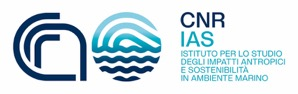 CNR
IAS
ISTITUTO PER LO STUDIO
DEGLI IMPATTI ANTROPICI
E SOSTENIBILITÀ
IN AMBIENTE MARINO